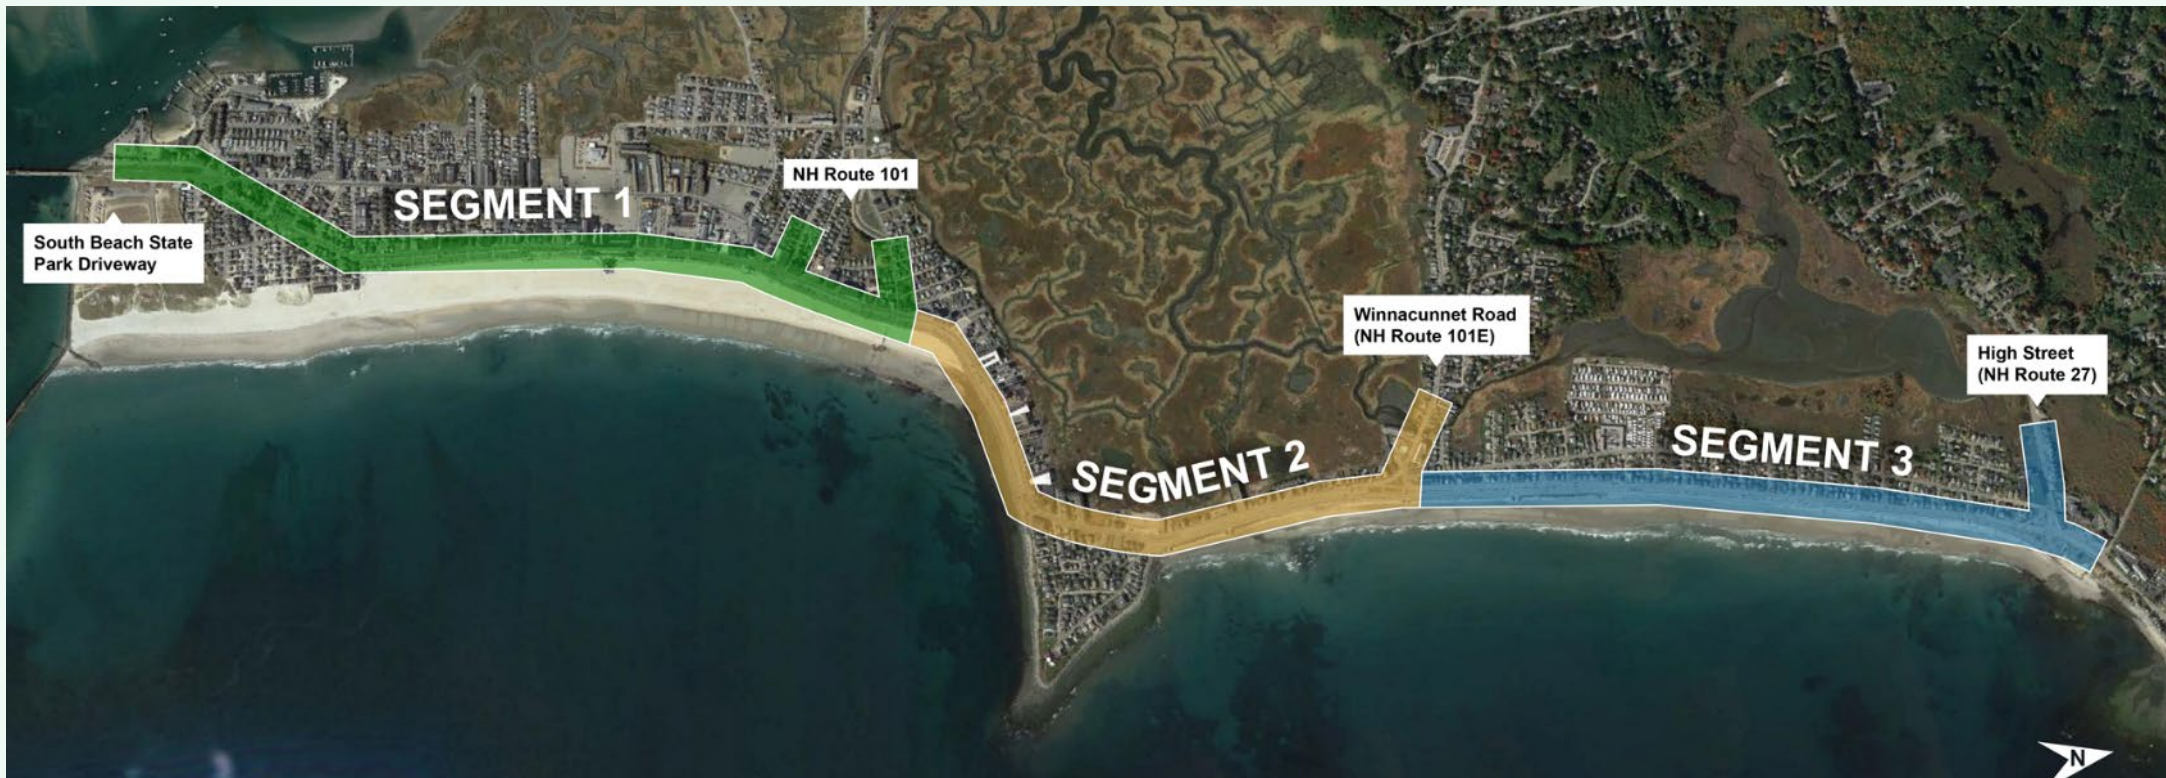 SEGMENT 1
NH Route 101
South Beach State
Park Driveway
SEGMENT 2
Winnacunnet Road
(NH Route 101E)
SEGMENT 3
High Street
(NH Route 27)
N